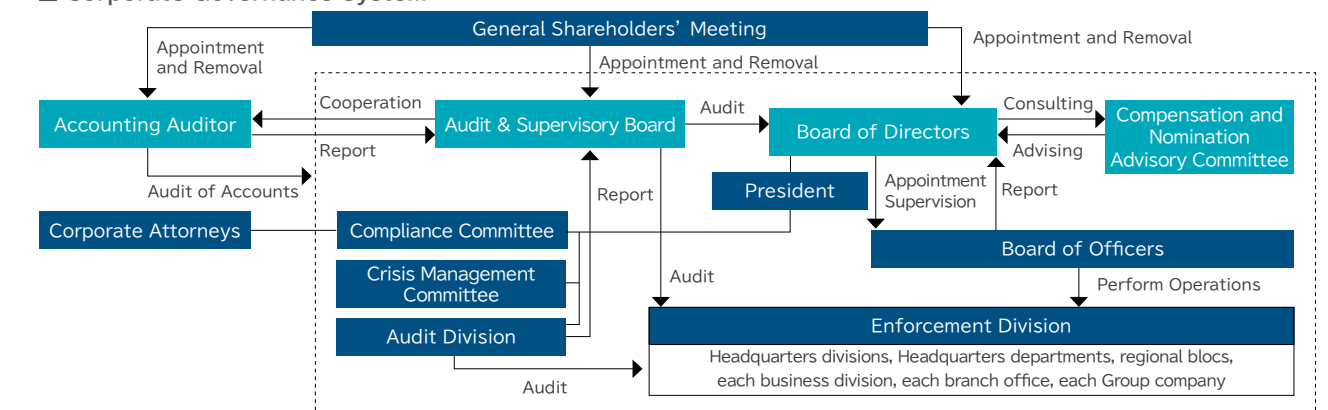 Corporate Governance System
General Shareholders' Meeting
Appointment
and Removal
Appointment and Removal
Appointment and Removal
Accounting Auditor
Cooperation
Report
Audit & Supervisory Board
Audit
Board of Directors
Consulting
Advising
Compensation and
Nomination
Advisory Committee
Audit of Accounts
Report
President
Appointment
Supervision
Report
Corporate Attorneys
Compliance Committee
Board of Officers
Crisis Management
Committee
Audit
Perform Operations
Audit Division
Enforcement Division
Headquarters divisions, Headquarters departments, regional blocs,
each business division, each branch office, each Group company
Audit